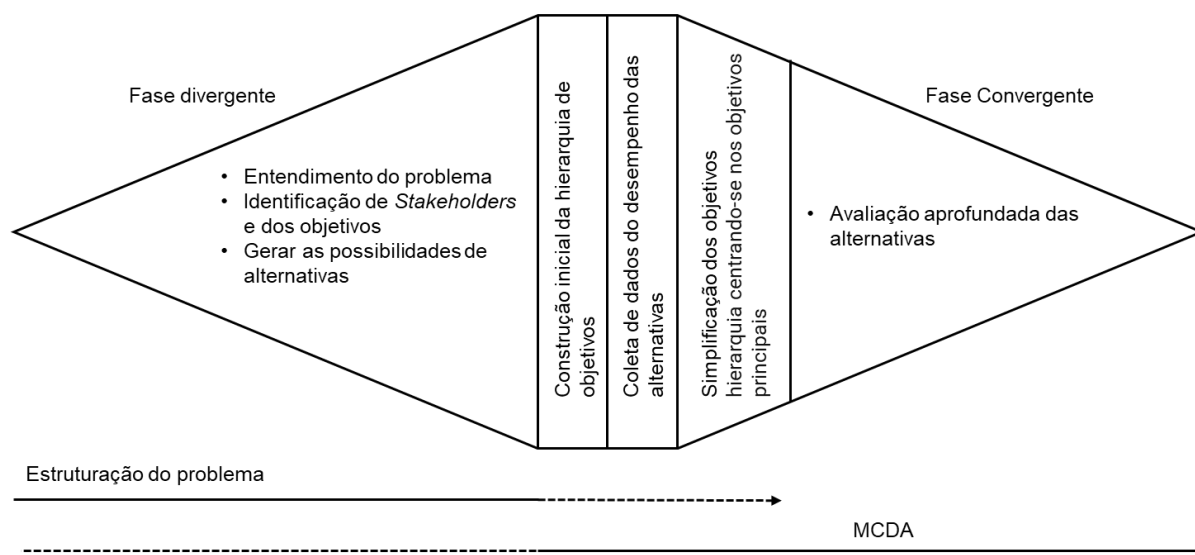 Fase divergente
• Entendimento do problema
• Identificação de Stakeholders
e dos objetivos
• Gerar as possibilidades de
alternativas
Construção inicial da hierarquia de
objetivos
Coleta de dados do desempenho das
alternativas
Simplificação dos objetivos
hierarquia centrando-se nos objetivos
principais
Fase Convergente
• Avaliação aprofundada das
alternativas
Estruturação do problema
MCDA